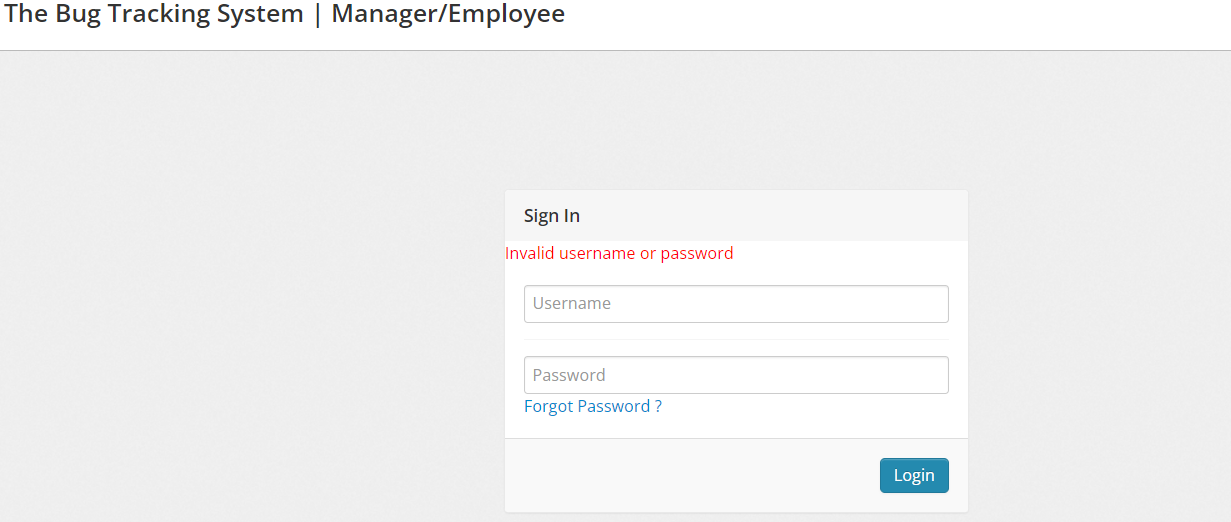 The Bug Tracking System | Manager/Employee
Sign In
Invalid username or password
Username
Password
Forgot Password ?
Login